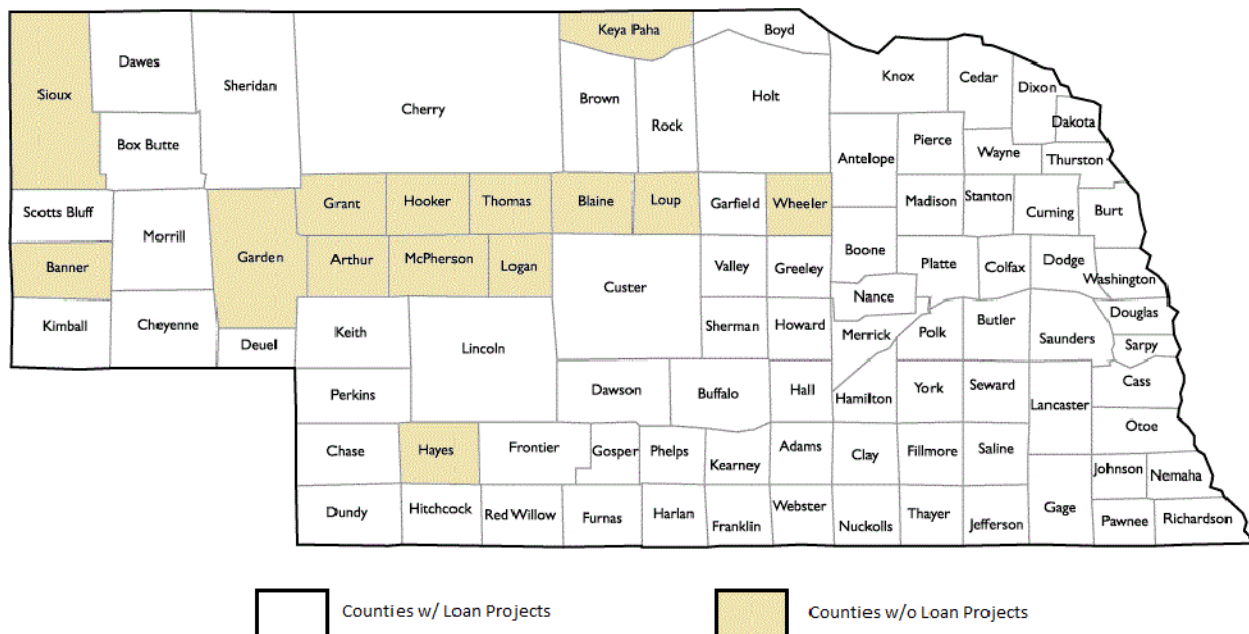 Keya Paha
Boyd
Dawes
Sioux
Sheridan
Cherry
Brown
Rock
Holt
Knox
Cedar
Dixon
Dakota
Box Butte
Antelope
Pierce
Wayne
Thurston
Scotts Bluff
Morrill
Grant
Hooker
Thomas
Blaine
Loup
Garfield
Wheeler
Madison
Stanton
Cuming
Burt
Banner
Garden
Arthur
McPherson
Logan
Custer
Valley
Greeley
Boone
Platte
Colfax
Dodge
Washington
Kimball
Cheyenne
Deuel
Keith
Lincoln
Sherman
Howard
Nance
Merrick
Polk
Butler
Saunders
Douglas
Sarpy
Perkins
Dawson
Buffalo
Hall
Hamilton
York
Seward
Lancaster
Cass
Otoe
Chase
Hayes
Frontier
Gosper
Phelps
Kearney
Adams
Clay
Fillmore
Saline
Johnson
Nemaha
Dundy
Hitchcock
Red Willow
Furnas
Harlan
Franklin
Webster
Nuckolls
Thayer
Jefferson
Gage
Pawnee
Richardson
Counties w/ Loan Projects
Counties w/o Loan Projects